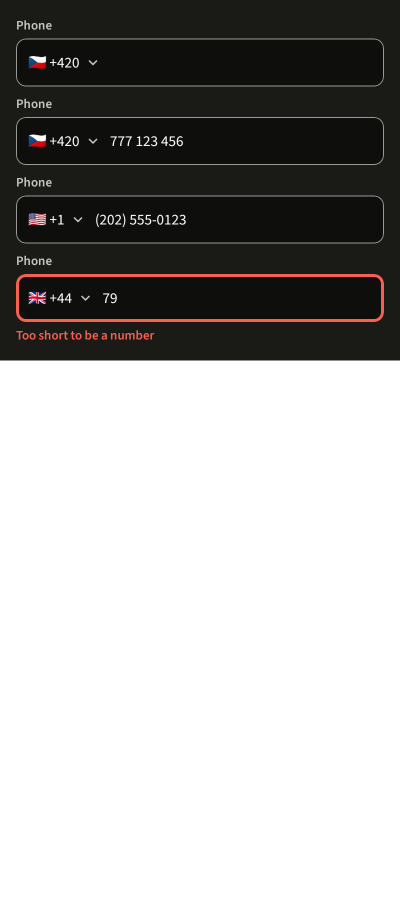 Phone
🇨🇿 +420
Phone
🇨🇿 +420 777 123 456
Phone
🇺🇸 +1 (202) 555-0123
Phone
🇬🇧 +44 79
Too short to be a number